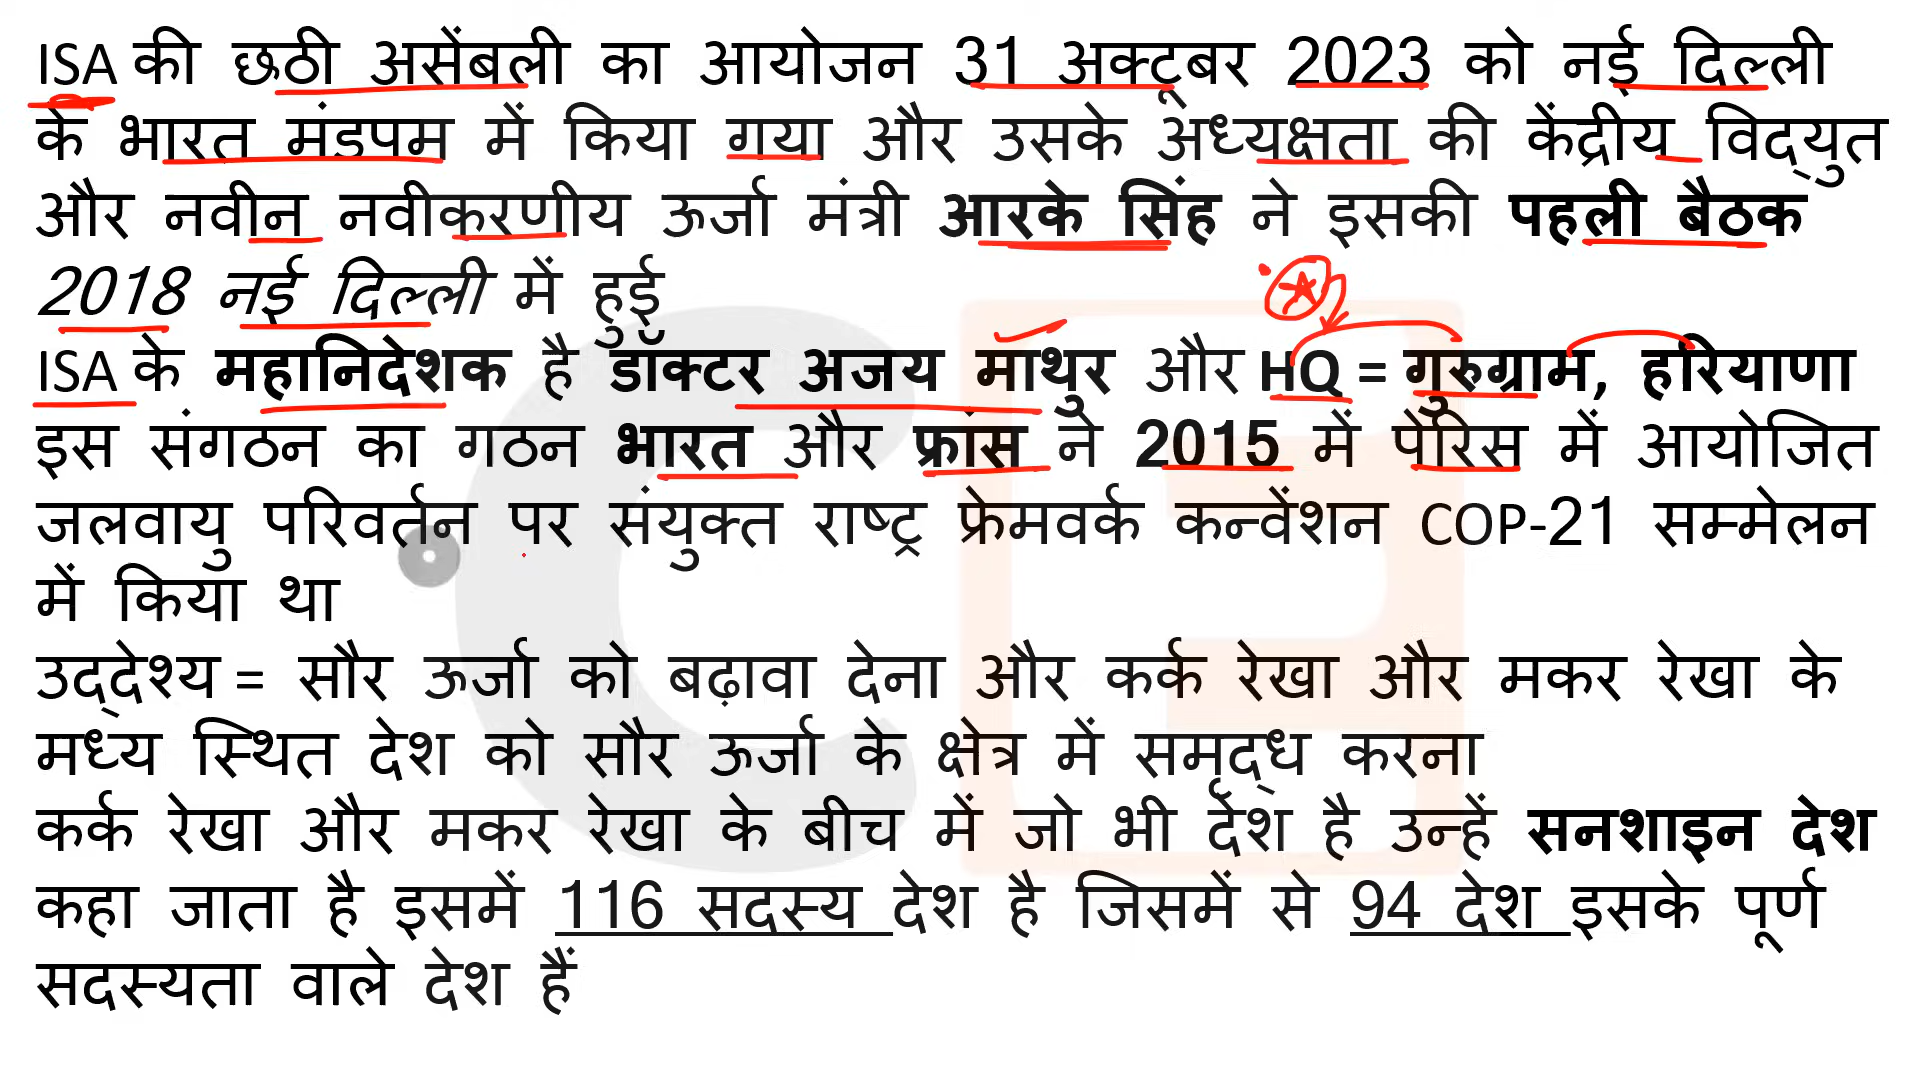 ISA की छठी असेंबली का आयोजन 31 अक्टूबर 2023 को नई दिल्ली
के भारत मंडपम में किया गया और उसके अध्यक्षता की केंद्रीय विद्युत
और नवीन नवीकरणीय ऊर्जा मंत्री आरके सिंह ने इसकी पहली बैठक
2018 नई दिल्ली में हुई
ISA के महानिदेशक है डॉक्टर अजय माथुर और HQ = गुरुग्राम, हरियाणा
इस संगठन का गठन भारत और फ्रांस ने 2015 में पेरिस में आयोजित
जलवायु परिवर्तन पर संयुक्त राष्ट्र फ्रेमवर्क कन्वेंशन COP-21 सम्मेलन
में किया था
उद्देश्य = सौर ऊर्जा को बढ़ावा देना और कर्क रेखा और मकर रेखा के
मध्य स्थित देश को सौर ऊर्जा के क्षेत्र में समृद्ध करना
कर्क रेखा और मकर रेखा के बीच में जो भी देश है उन्हें सनशाइन देश
कहा जाता है इसमें 116 सदस्य देश है जिसमें से 94 देश इसके पूर्ण
सदस्यता वाले देश हैं